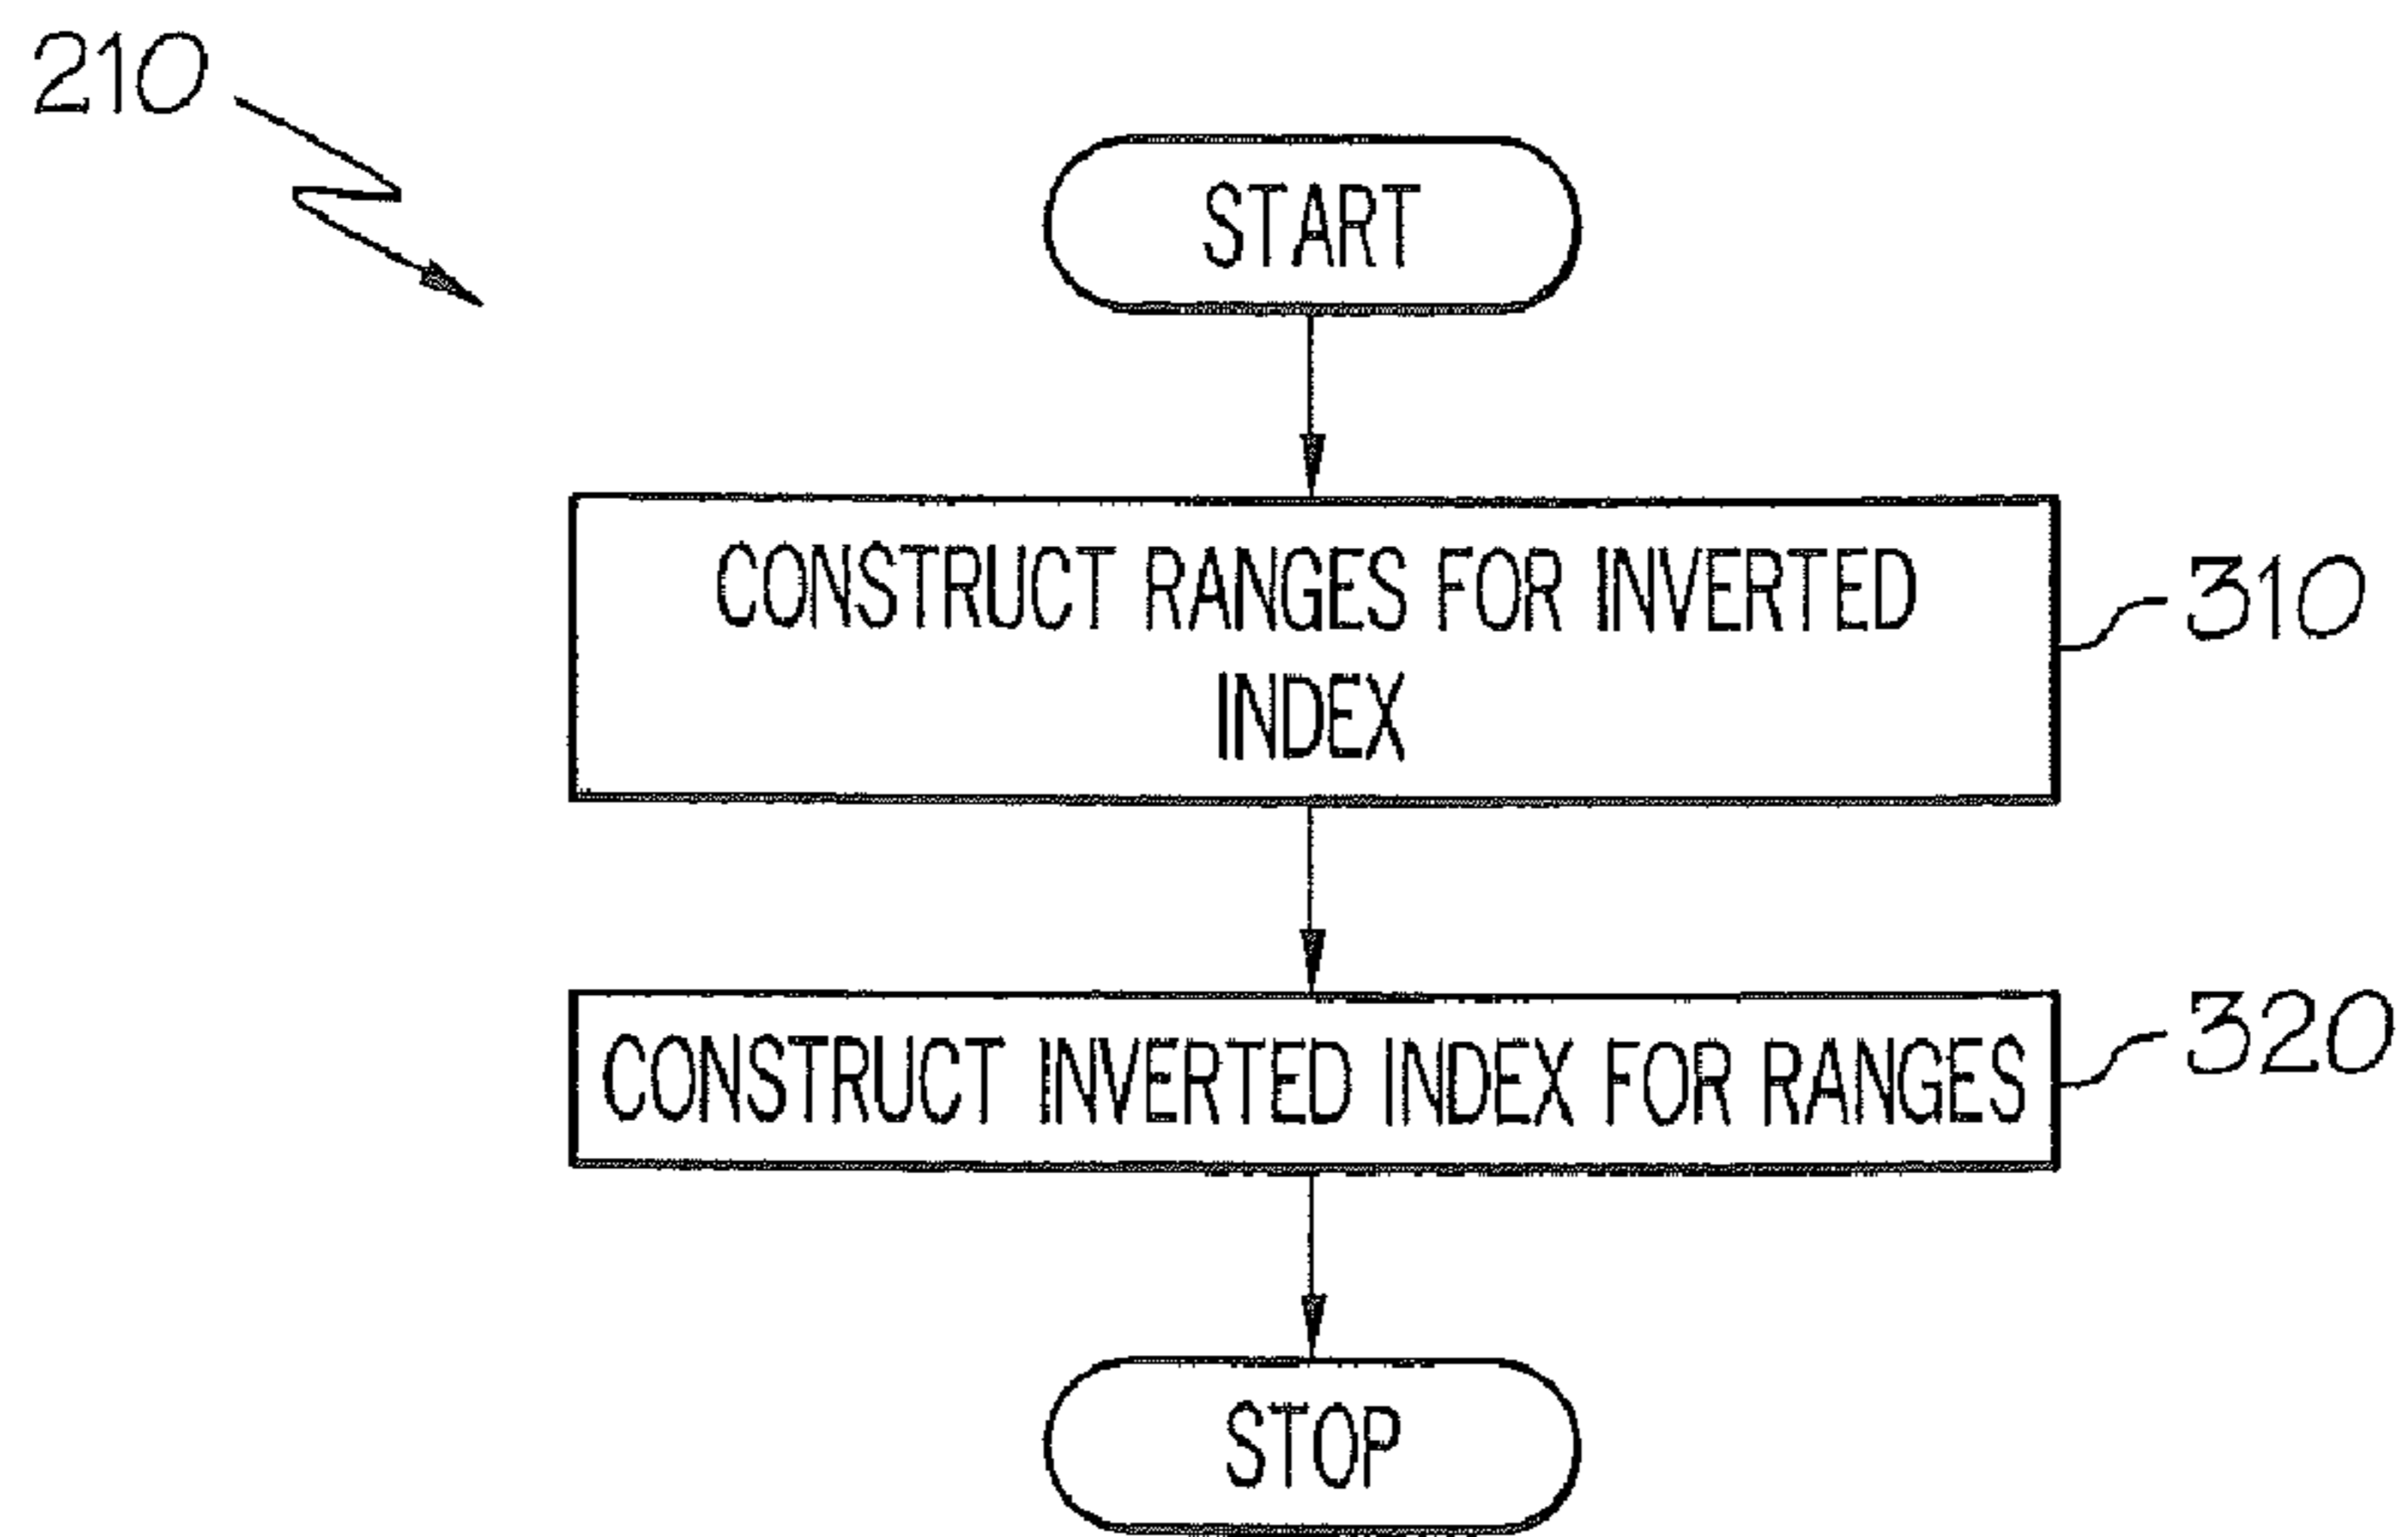 210
START
CONSTRUCT RANGES FOR INVERTED
INDEX
310
CONSTRUCT INVERTED INDEX FOR RANGES
320
STOP